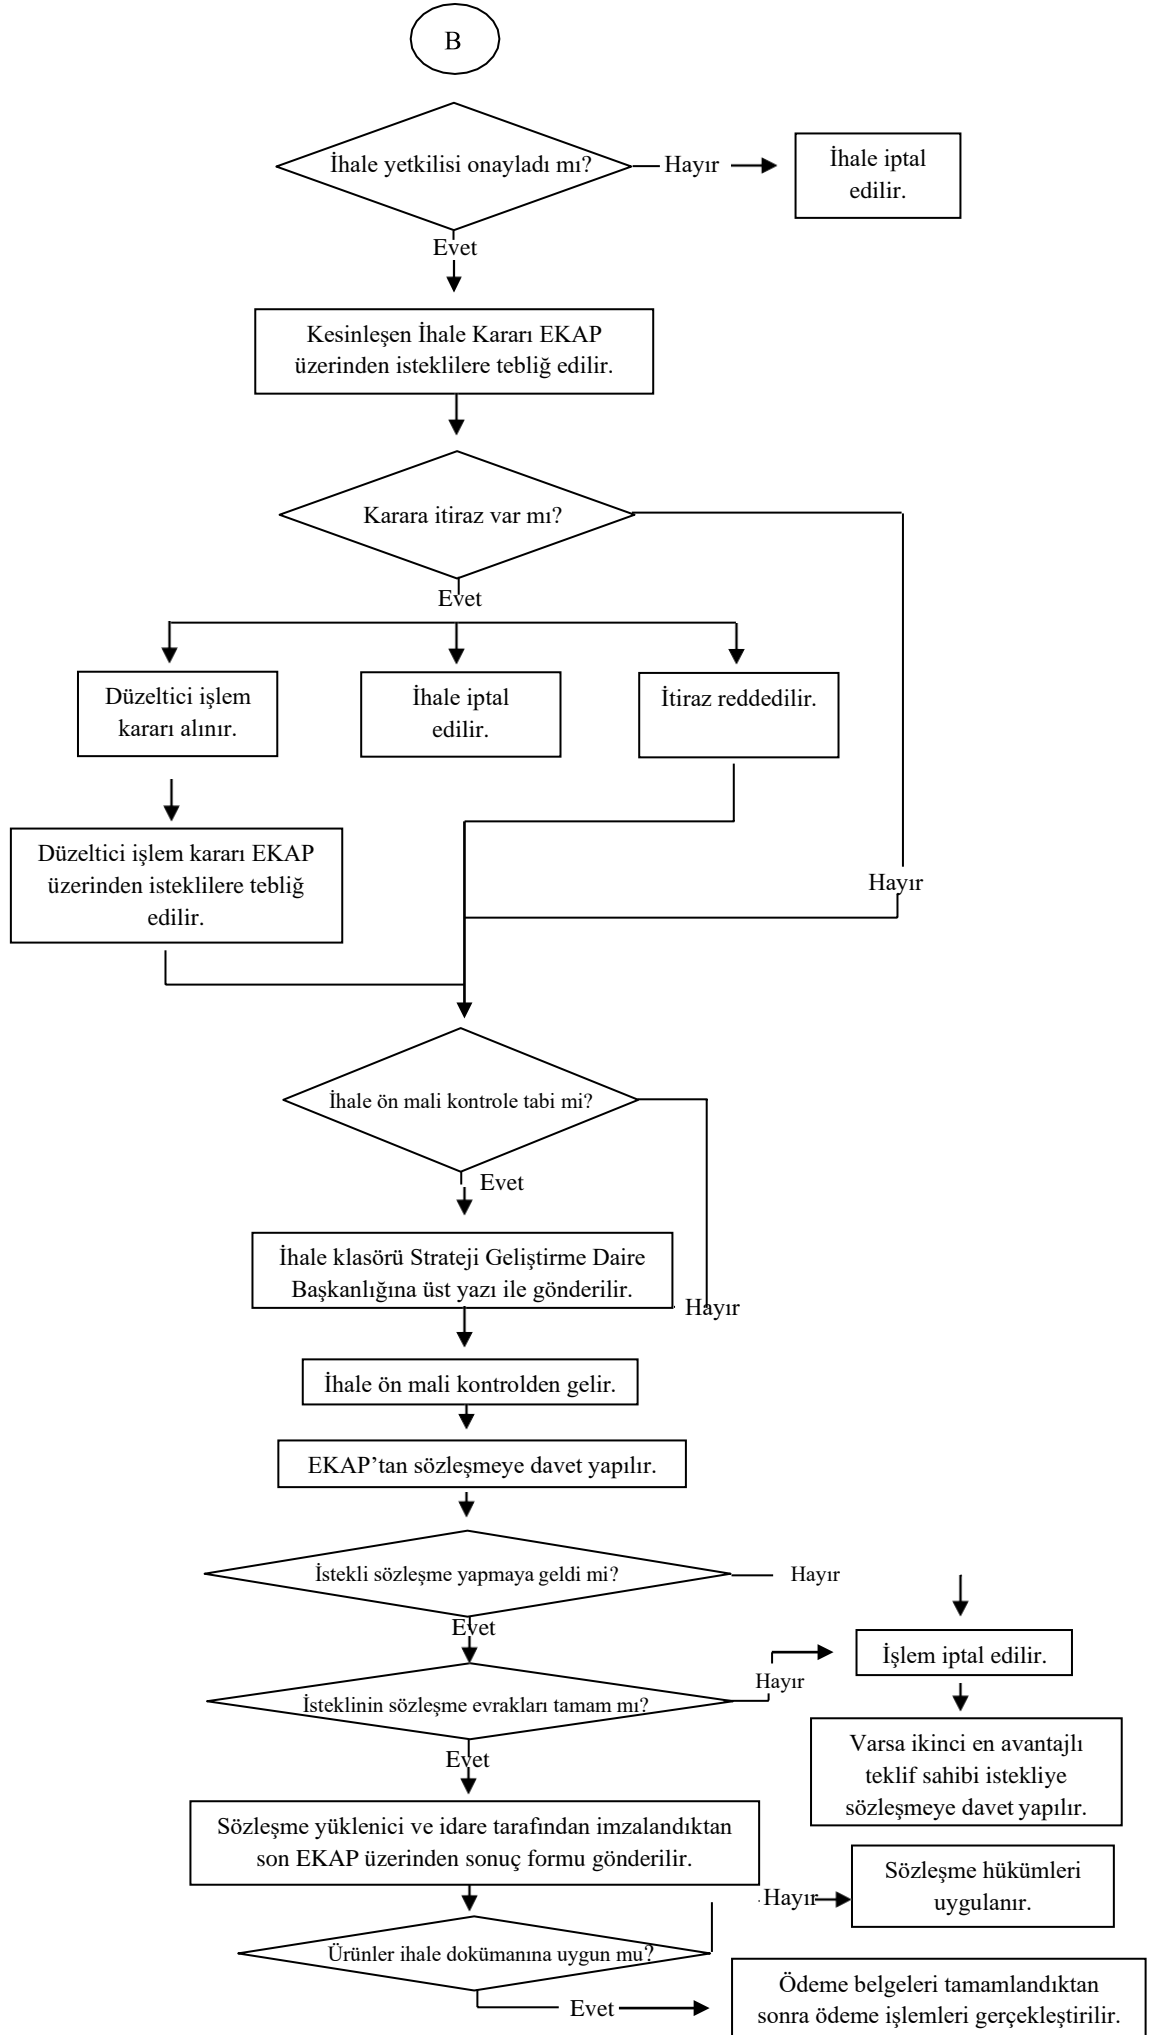 B
İhale yetkilisi onayladı mı?
Hayır
İhale iptal
edilir.
Evet
Kesinleşen İhale Kararı EKAP
üzerinden isteklilere tebliğ edilir.
Karara itiraz var mı?
Evet
Düzeltici işlem
kararı alınır.
İhale iptal
edilir.
İtiraz reddedilir.
Düzeltici işlem kararı EKAP
üzerinden isteklilere tebliğ
edilir.
Hayır
İhale ön mali kontrole tabi mi?
Evet
İhale klasörü Strateji Geliştirme Daire
Başkanlığına üst yazı ile gönderilir.
Hayır
İhale ön mali kontrolden gelir.
EKAP’tan sözleşmeye davet yapılır.
İstekli sözleşme yapmaya geldi mi?
Hayır
Evet
İşlem iptal edilir.
Hayır
İsteklinin sözleşme evrakları tamam mı?
Evet
Varsa ikinci en avantajlı
teklif sahibi istekliye
sözleşmeye davet yapılır.
Sözleşme yüklenici ve idare tarafından imzalandıktan
son EKAP üzerinden sonuç formu gönderilir.
Hayır
Sözleşme hükümleri
uygulanır.
Ürünler ihale dokümanına uygun mu?
Evet
Ödeme belgeleri tamamlandıktan
sonra ödeme işlemleri gerçekleştirilir.